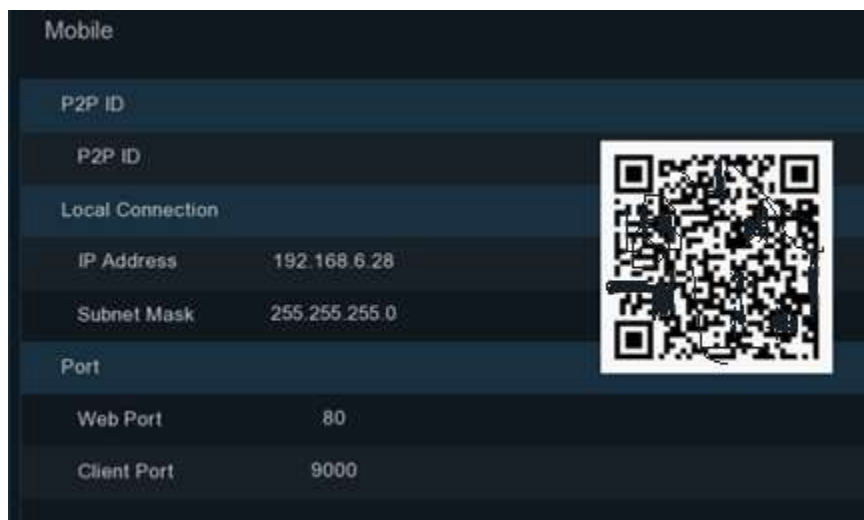 Mobile
P2P ID
P2P ID
Local Connection
IP Address 192.168.6.28
Subnet Mask 255.255.255.0
Port
Web Port 80
Client Port 9000